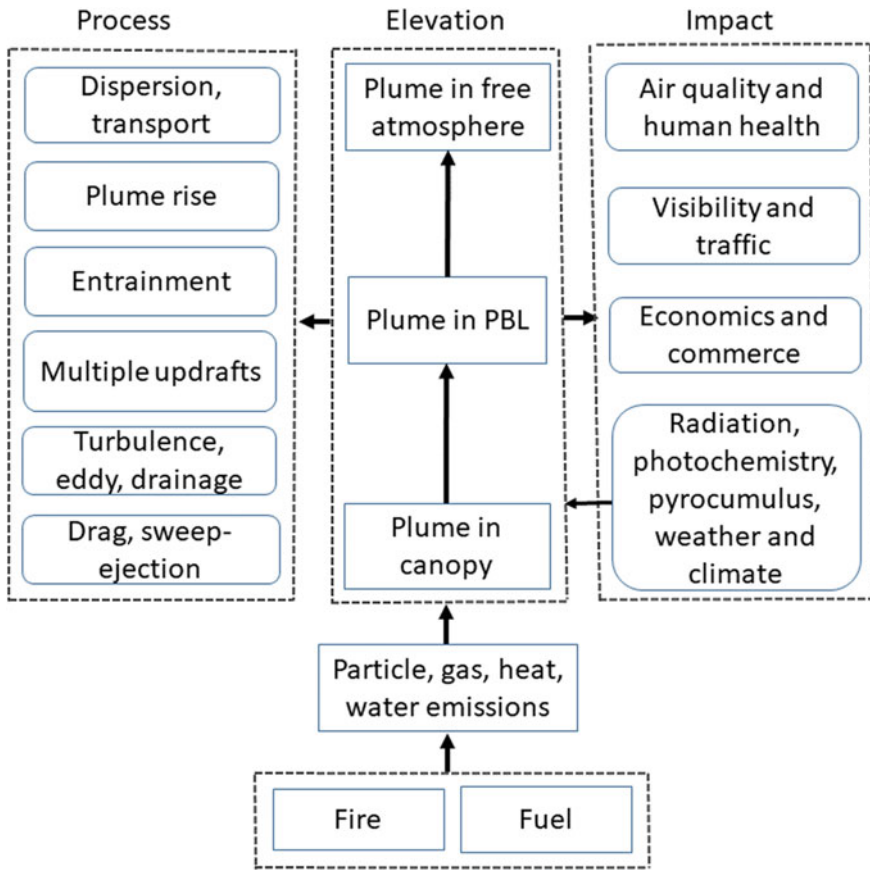 Process
Dispersion,
transport
Plume rise
Entrainment
Multiple updrafts
Turbulence,
eddy, drainage
Drag, sweep-
ejection
Elevation
Plume in free
atmosphere
Plume in PBL
Plume in
canopy
Impact
Air quality and
human health
Visibility and
traffic
Economics and
commerce
Radiation,
photochemistry,
pyrocumulus,
weather and
climate
Particle, gas, heat,
water emissions
Fire
Fuel